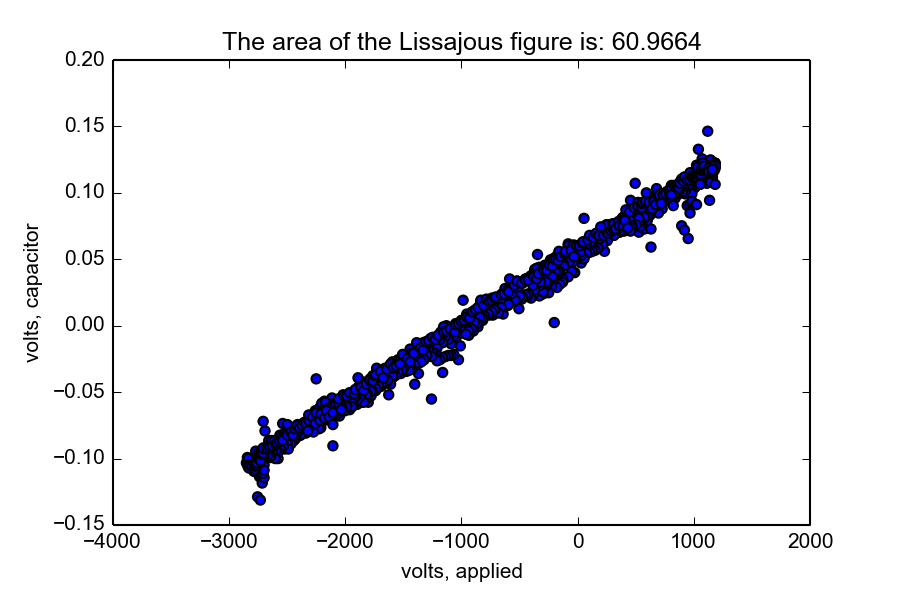 The area of the Lissajous figure is: 60.9664
0.20
0.15
0.10
0.05
0.00
−0.05
−0.10
−0.15
−4000 −3000 −2000 −1000 0 1000 2000
volts, capacitor
volts, applied